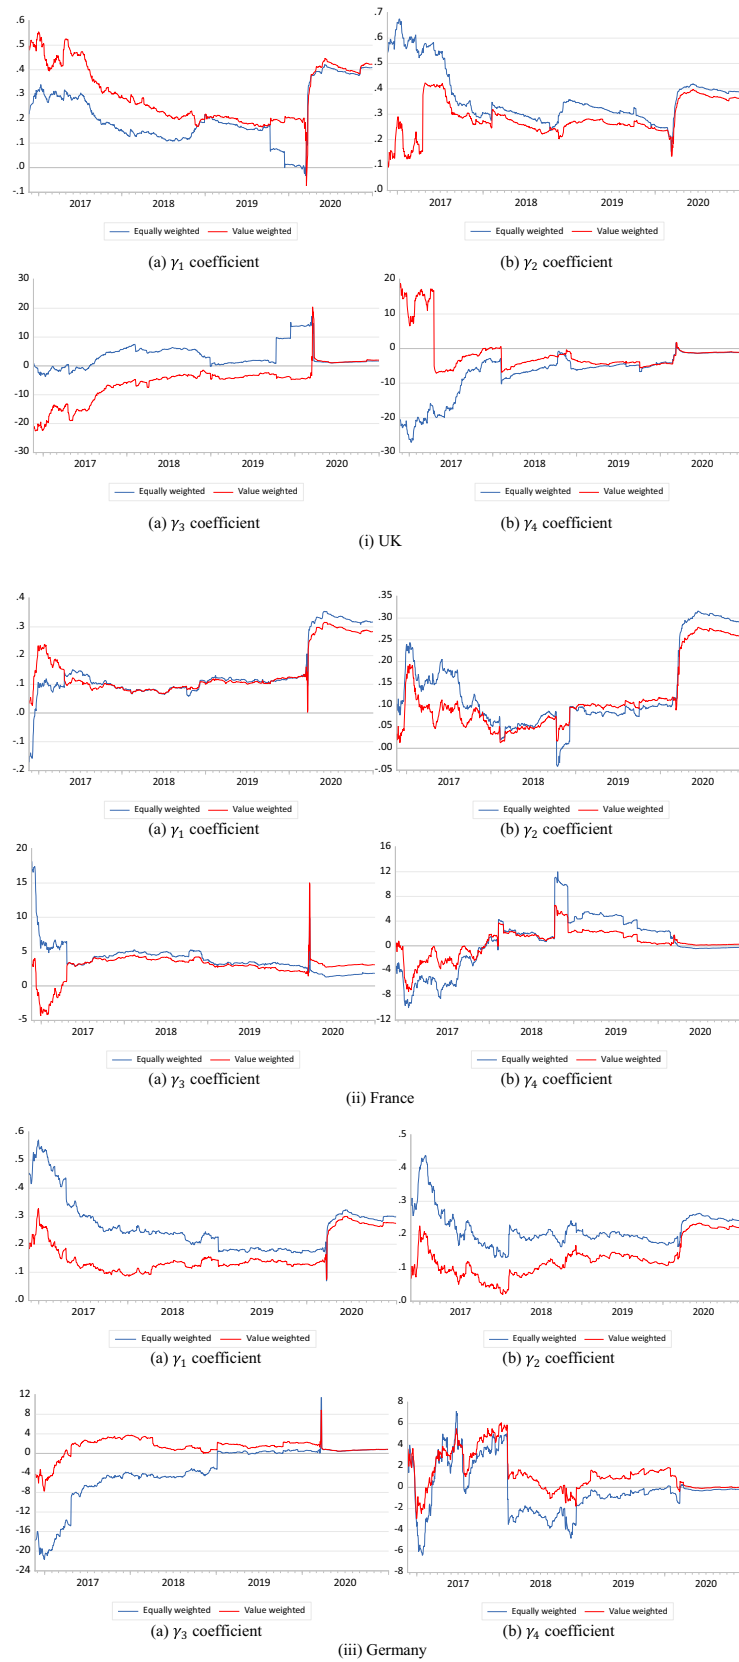 .6
.5
.4
.3
.2
.1
.0
-.1
2017 2018 2019 2020
Equally weighted Value weighted
(a) γ1 coefficient
.7
.6
.5
.4
.3
.2
.1
.0
2017 2018 2019 2020
Equally weighted Value weighted
(b) γ2 coefficient
30
20
10
0
-10
-20
-30
2017 2018 2019 2020
Equally weighted Value weighted
(a) γ3 coefficient
20
10
0
-10
-20
-30
2017 2018 2019 2020
Equally weighted Value weighted
(b) γ4 coefficient
(i) UK
.4
.3
.2
.1
.0
-.1
-.2
2017 2018 2019 2020
Equally weighted Value weighted
(a) γ1 coefficient
.35
.30
.25
.20
.15
.10
.05
.00
-.05
2017 2018 2019 2020
Equally weighted Value weighted
(b) γ2 coefficient
20
15
10
5
0
-5
2017 2018 2019 2020
Equally weighted Value weighted
(a) γ3 coefficient
16
12
8
4
0
-4
-8
-12
2017 2018 2019 2020
Equally weighted Value weighted
(b) γ4 coefficient
(ii) France
.6
.5
.4
.3
.2
.1
.0
2017 2018 2019 2020
Equally weighted Value weighted
(a) γ1 coefficient
.5
.4
.3
.2
.1
.0
2017 2018 2019 2020
Equally weighted Value weighted
(b) γ2 coefficient
12
8
4
0
-4
-8
-12
-16
-20
-24
2017 2018 2019 2020
Equally weighted Value weighted
(a) γ3 coefficient
8
6
4
2
0
-2
-4
-6
-8
2017 2018 2019 2020
Equally weighted Value weighted
(b) γ4 coefficient
(iii) Germany